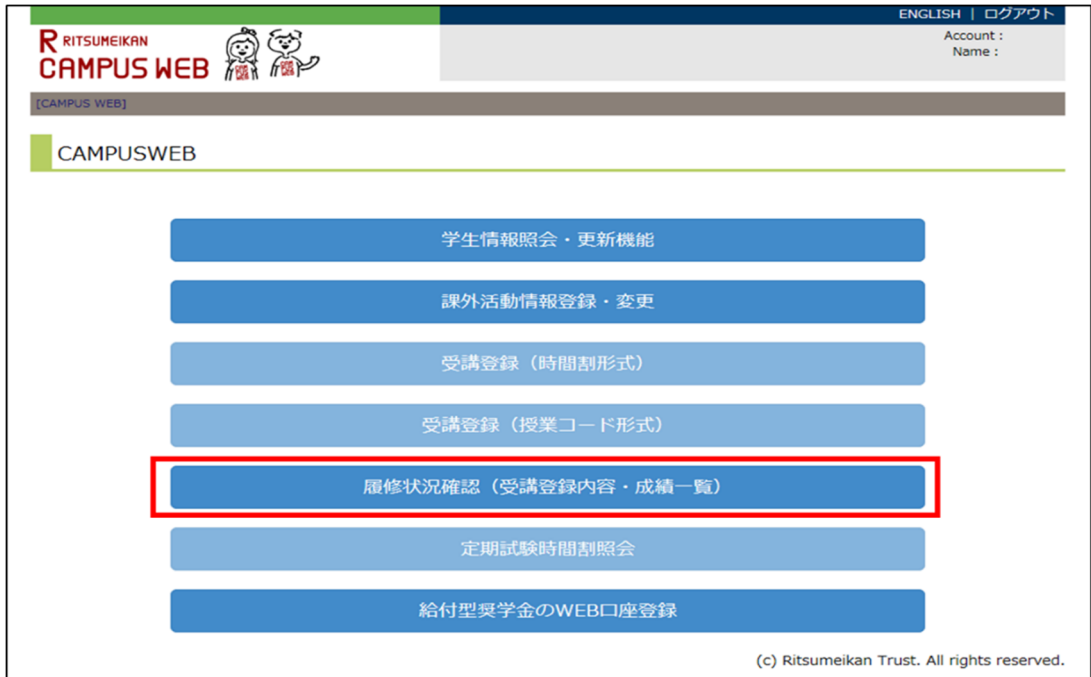 ENGLISH | ログアウト
R RITSUMEIKAN
CAMPUS WEB
Account :
Name :
[CAMPUS WEB]
CAMPUSWEB
学生情報照会・更新機能
課外活動情報登録・変更
受講登録（時間割形式）
受講登録（授業コード形式）
履修状況確認（受講登録内容・成績一覧）
定期試験時間割照会
給付型奨学金のWEB口座登録
(c) Ritsumeikan Trust. All rights reserved.